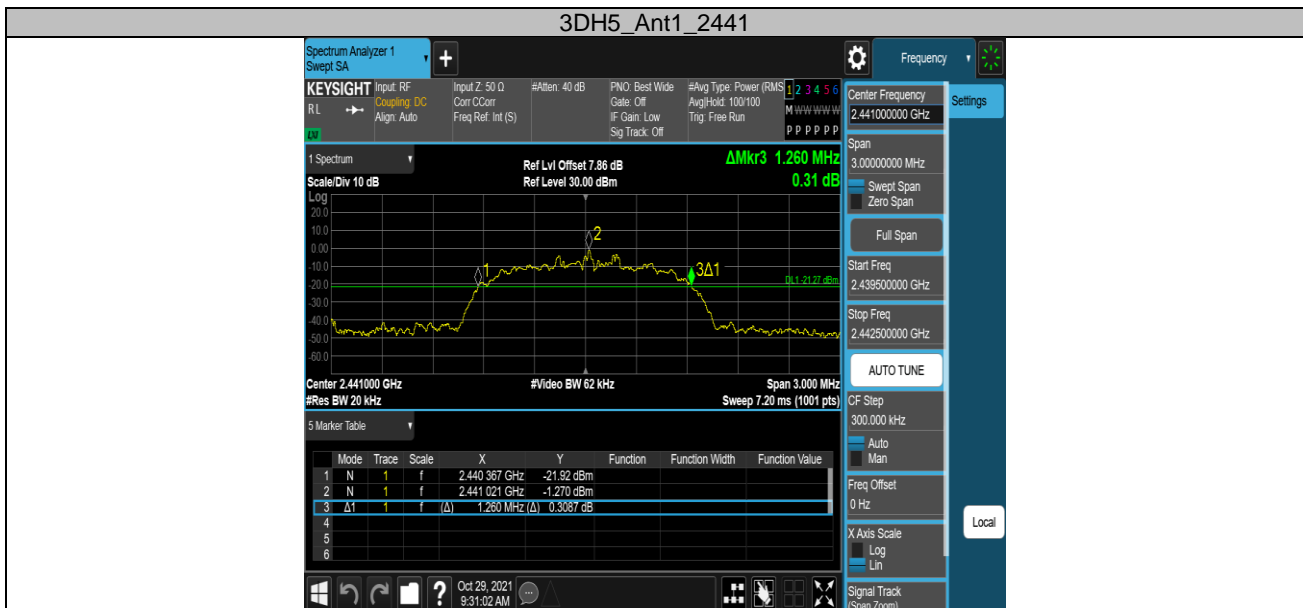 3DH5_Ant1_2441
Spectrum Analyzer 1
Swept SA
Frequency
KEYSIGHT
R L
Input: RF
Coupling: DC
Align: Auto
Input Z: 50 Ω
Corr CCorr
Freq Ref: Int (S)
#Atten: 40 dB
PNO: Best Wide
Gate: Off
IF Gain: Low
Sig Track: Off
#Avg Type: Power (RMS
Avg|Hold: 100/100
Trig: Free Run
1 2 3 4 5 6
M W W W W W
P P P P P P
1 Spectrum
Scale/Div 10 dB
Ref Lvl Offset 7.86 dB
Ref Level 30.00 dBm
ΔMkr3 1.260 MHz
0.31 dB
Log
20.0
10.0
0.00
-10.0
-20.0
-30.0
-40.0
-50.0
-60.0
1
2
3Δ1
DL1 -21.27 dBm
Center 2.441000 GHz
#Video BW 62 kHz
Span 3.000 MHz
#Res BW 20 kHz
Sweep 7.20 ms (1001 pts)
5 Marker Table
Mode Trace Scale X Y Function Function Width Function Value
1 N 1 f 2.440 367 GHz -21.92 dBm
2 N 1 f 2.441 021 GHz -1.270 dBm
3 Δ1 1 f (Δ) 1.260 MHz (Δ) 0.3087 dB
4
5
6
Oct 29, 2021
9:31:02 AM
Center Frequency
2.441000000 GHz
Span
3.00000000 MHz
Swept Span
Zero Span
Full Span
Start Freq
2.439500000 GHz
Stop Freq
2.442500000 GHz
AUTO TUNE
CF Step
300.000 kHz
Auto
Man
Freq Offset
0 Hz
X Axis Scale
Log
Lin
Signal Track
(Span Zoom)
Settings
Local